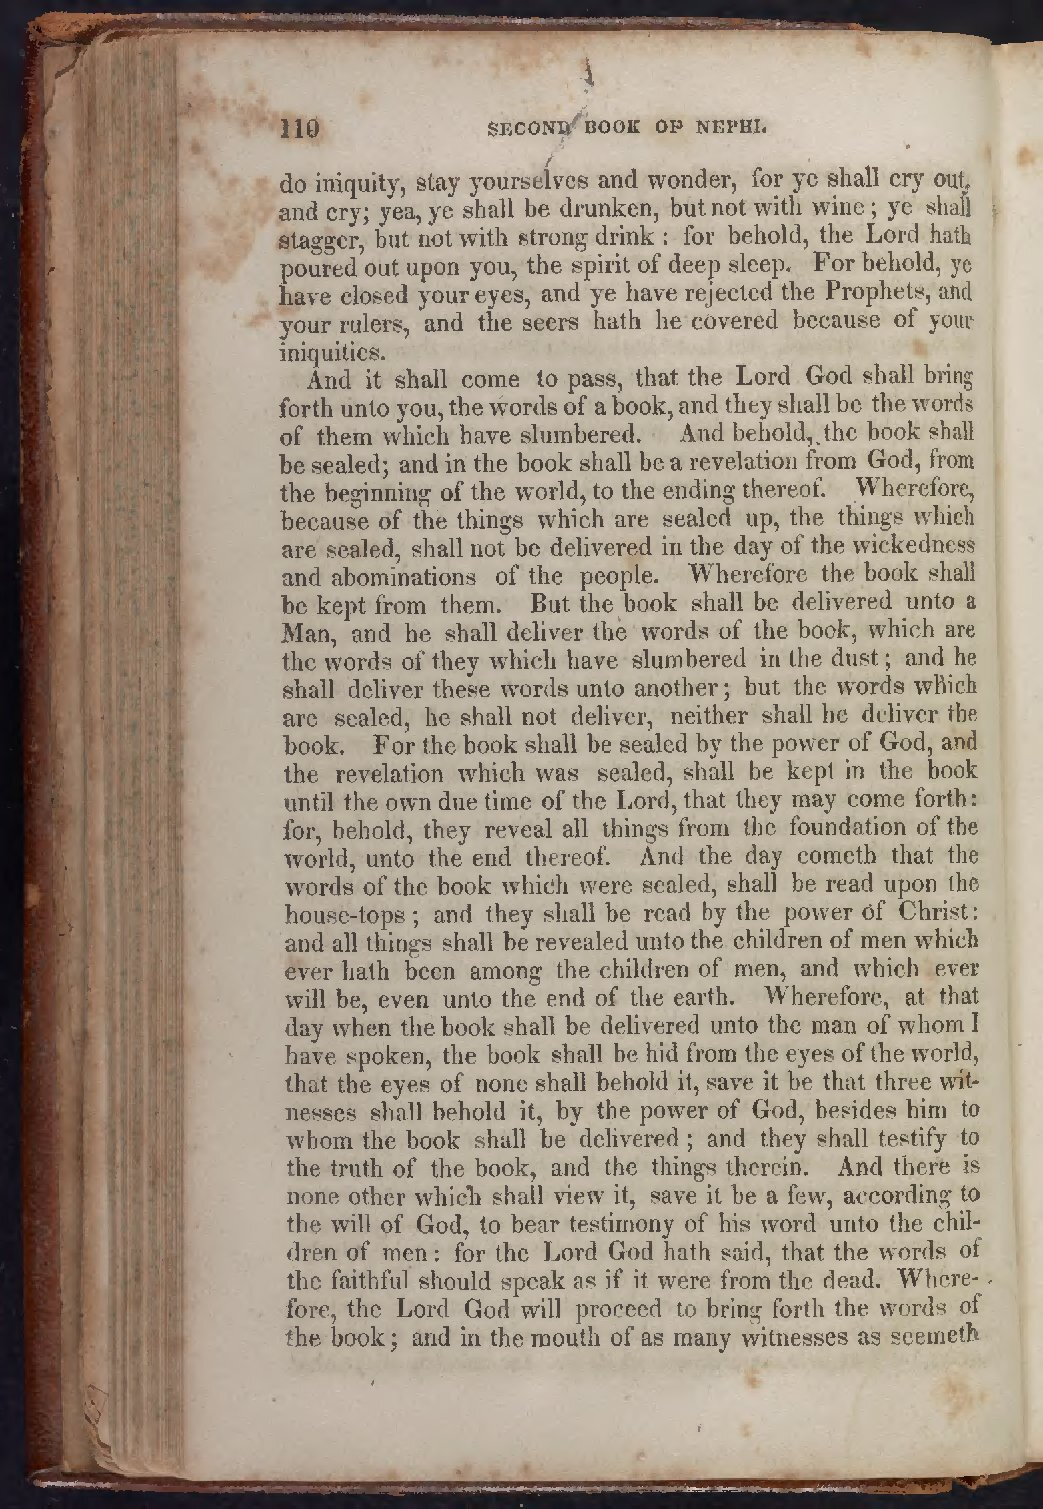 110 SECOND BOOK OF NEPHI.
do iniquity, stay yourselves and wonder, for ye shall cry out,
and cry; yea, ye shall be drunken, but not with wine; ye shall
stagger, but not with strong drink: for behold, the Lord hath
poured out upon you, the spirit of deep sleep. For behold, ye
have closed your eyes, and ye have rejected the Prophets, and
your rulers, and the seers hath he covered because of your
iniquities.
And it shall come to pass, that the Lord God shall bring
forth unto you, the words of a book, and they shall be the words
of them which have slumbered. And behold, the book shall
be sealed; and in the book shall be a revelation from God, from
the beginning of the world, to the ending thereof. Wherefore,
because of the things which are sealed up, the things which
are sealed, shall not be delivered in the day of the wickedness
and abominations of the people. Wherefore the book shall
be kept from them. But the book shall be delivered unto a
Man, and he shall deliver the words of the book, which are
the words of they which have slumbered in the dust; and he
shall deliver these words unto another; but the words which
are sealed, he shall not deliver, neither shall he deliver the
book. For the book shall be sealed by the power of God, and
the revelation which was sealed, shall be kept in the book
until the own due time of the Lord, that they may come forth:
for, behold, they reveal all things from the foundation of the
world, unto the end thereof. And the day cometh that the
words of the book which were sealed, shall be read upon the
house-tops; and they shall be read by the power of Christ:
and all things shall be revealed unto the children of men which
ever hath been among the children of men, and which ever
will be, even unto the end of the earth. Wherefore, at that
day when the book shall be delivered unto the man of whom I
have spoken, the book shall be hid from the eyes of the world,
that the eyes of none shall behold it, save it be that three wit-
nesses shall behold it, by the power of God, besides him to
whom the book shall be delivered; and they shall testify to
the truth of the book, and the things therein. And there is
none other which shall view it, save it be a few, according to
the will of God, to bear testimony of his word unto the chil-
dren of men: for the Lord God hath said, that the words of
the faithful should speak as if it were from the dead. Where-
fore, the Lord God will proceed to bring forth the words of
the book; and in the mouth of as many witnesses as seemeth